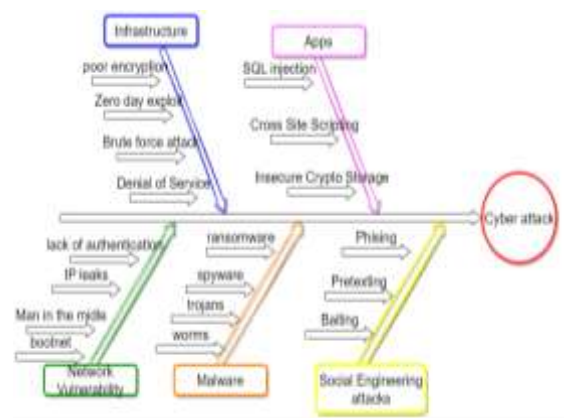 Infrastructure
Apps
poor encryption
SQL injection
Zero day exploit
Cross Site Scripting
Brute force attack
Insecure Crypto Storage
Denial of Service
Cyber attack
lack of authentication
ransomware
Phising
IP leaks
spyware
Pretexting
Man in the midle
trojans
Baiting
bootnet
worms
Network
Vulnerability
Malware
Social Engineering
attacks